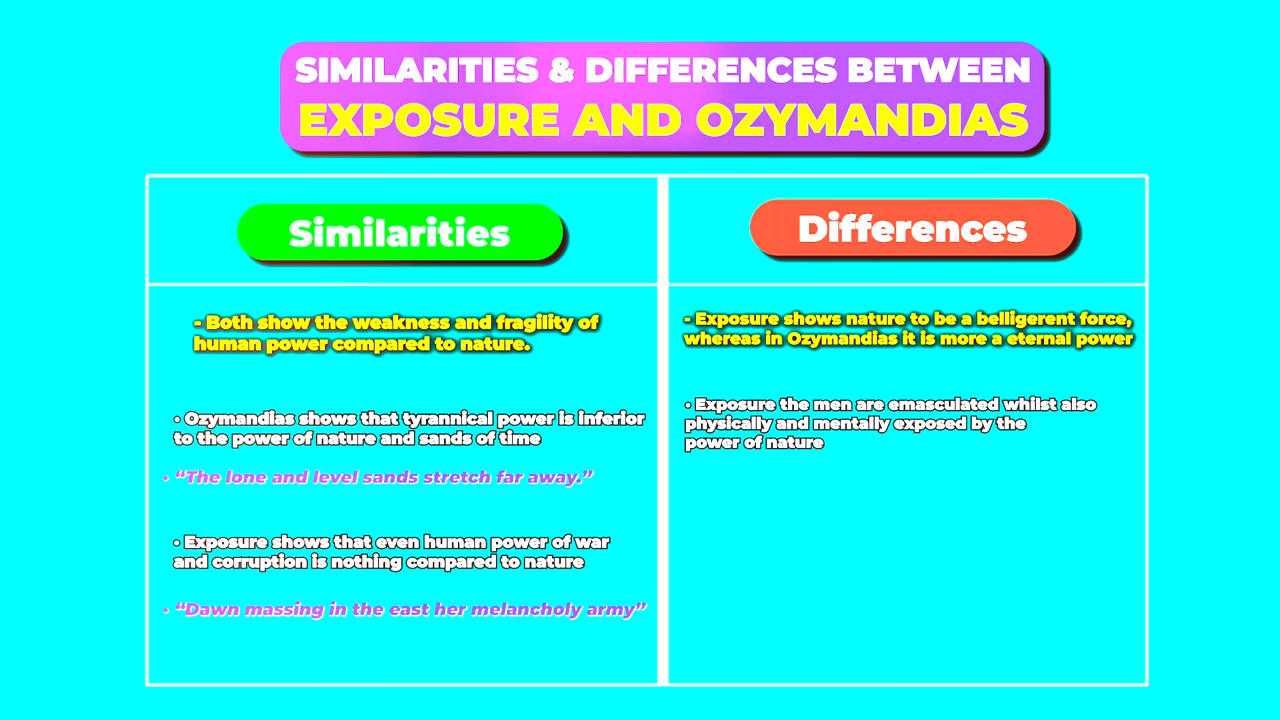 SIMILARITIES & DIFFERENCES BETWEEN
EXPOSURE AND OZYMANDIAS
Similarities
- Both show the weakness and fragility of
human power compared to nature.
• Ozymandias shows that tyrannical power is inferior
to the power of nature and sands of time
• “The lone and level sands stretch far away.”
• Exposure shows that even human power of war
and corruption is nothing compared to nature
• “Dawn massing in the east her melancholy army”
Differences
- Exposure shows nature to be a belligerent force,
whereas in Ozymandias it is more a eternal power
• Exposure the men are emasculated whilst also
physically and mentally exposed by the
power of nature